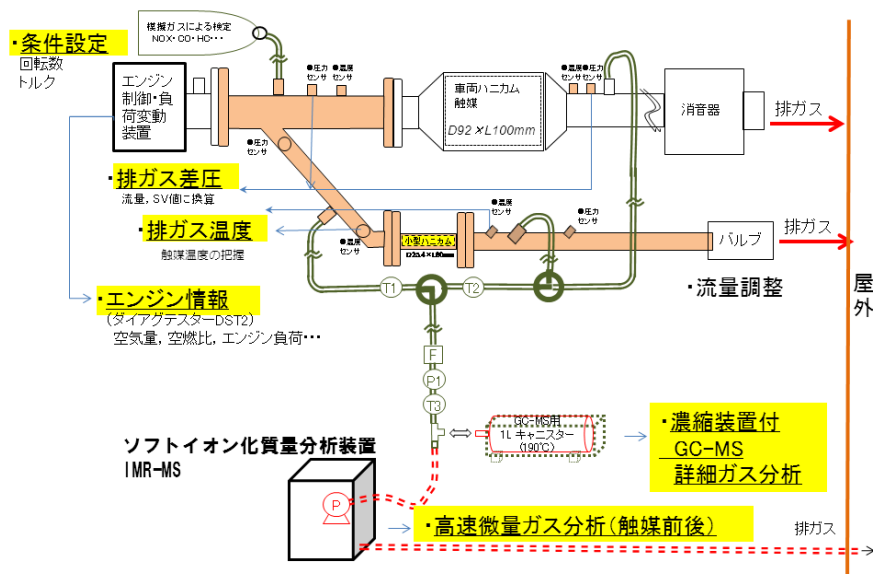 模擬ガスによる検定
NOX・CO・HC・・・
・条件設定
回転数
トルク
エンジン
制御・負
荷変動
装置
●圧力
センサ
●温度
センサ
車両ハニカム
触媒
D92×L100mm
●温度
センサ
●圧力
センサ
消音器
排ガス
●圧力
センサ
・排ガス差圧
流量，SV値に換算
・排ガス温度
触媒温度の把握
●温度
センサ
小型ハニカム
●温度
センサ
●圧力
センサ
バルブ
排ガス
・流量調整
屋
外
T1
T2
・エンジン情報
（ダイアグテスターDST2）
空気量，空燃比，エンジン負荷・・・
F
P1
T3
GC-MS用
1L キャニスター
(190℃)
・濃縮装置付
GC-MS
詳細ガス分析
ソフトイオン化質量分析装置
IMR-MS
P
・高速微量ガス分析（触媒前後）
排ガス